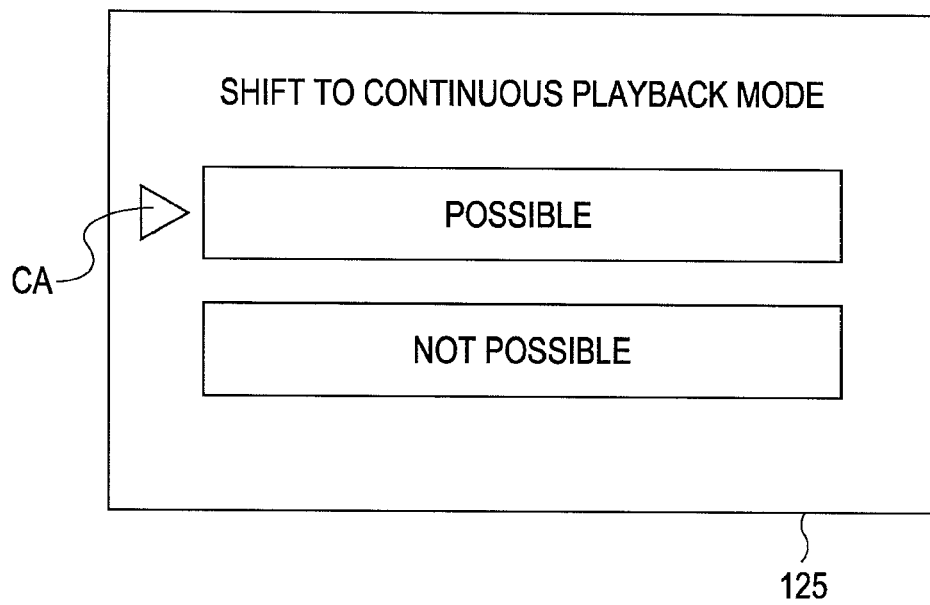 SHIFT TO CONTINUOUS PLAYBACK MODE
POSSIBLE
CA
NOT POSSIBLE
125